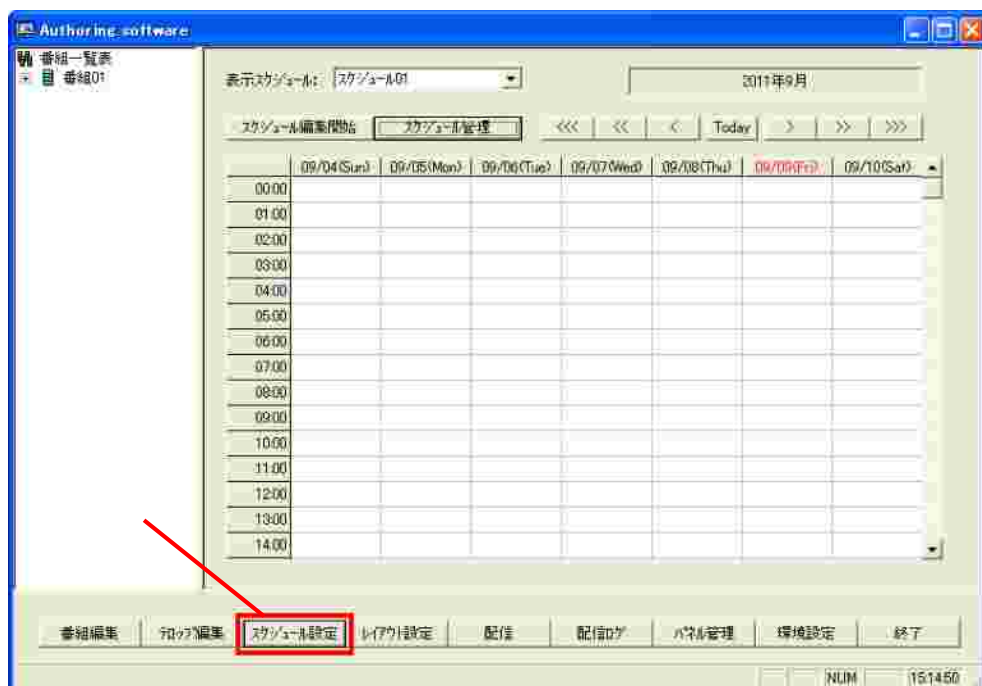 Authoring software
番組一覧表
番組01
表示スケジュール: スケジュール01 2011年9月
スケジュール編集開始 スケジュール管理 <<< << < Today > >> >>>
09/04(Sun) 09/05(Mon) 09/06(Tue) 09/07(Wed) 09/08(Thu) 09/09(Fri) 09/10(Sat)
00:00
01:00
02:00
03:00
04:00
05:00
06:00
07:00
08:00
09:00
10:00
11:00
12:00
13:00
14:00
番組編集 テロップ編集 スケジュール設定 レイアウト設定 配信 配信ログ パネル管理 環境設定 終了
NUM 15:14:50